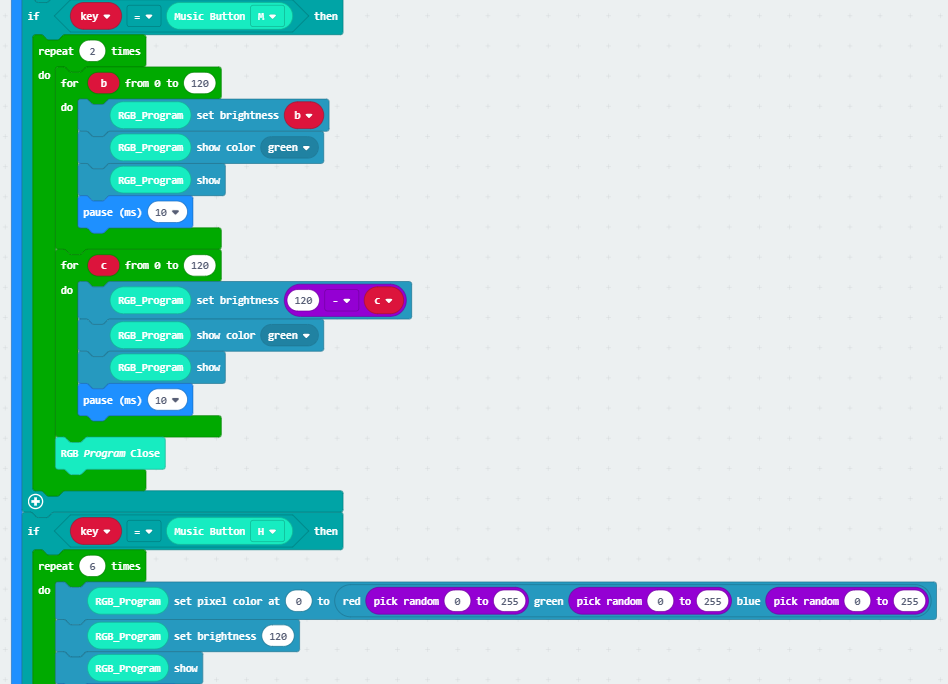 if key = Music Button M then
repeat 2 times
do
for b from 0 to 120
do
RGB_Program set brightness b
RGB_Program show color green
RGB_Program show
pause (ms) 10
for c from 0 to 120
do
RGB_Program set brightness 120 - c
RGB_Program show color green
RGB_Program show
pause (ms) 10
RGB Program Close
if key = Music Button H then
repeat 6 times
do
RGB_Program set pixel color at 0 to red pick random 0 to 255 green pick random 0 to 255 blue pick random 0 to 255
RGB_Program set brightness 120
RGB_Program show